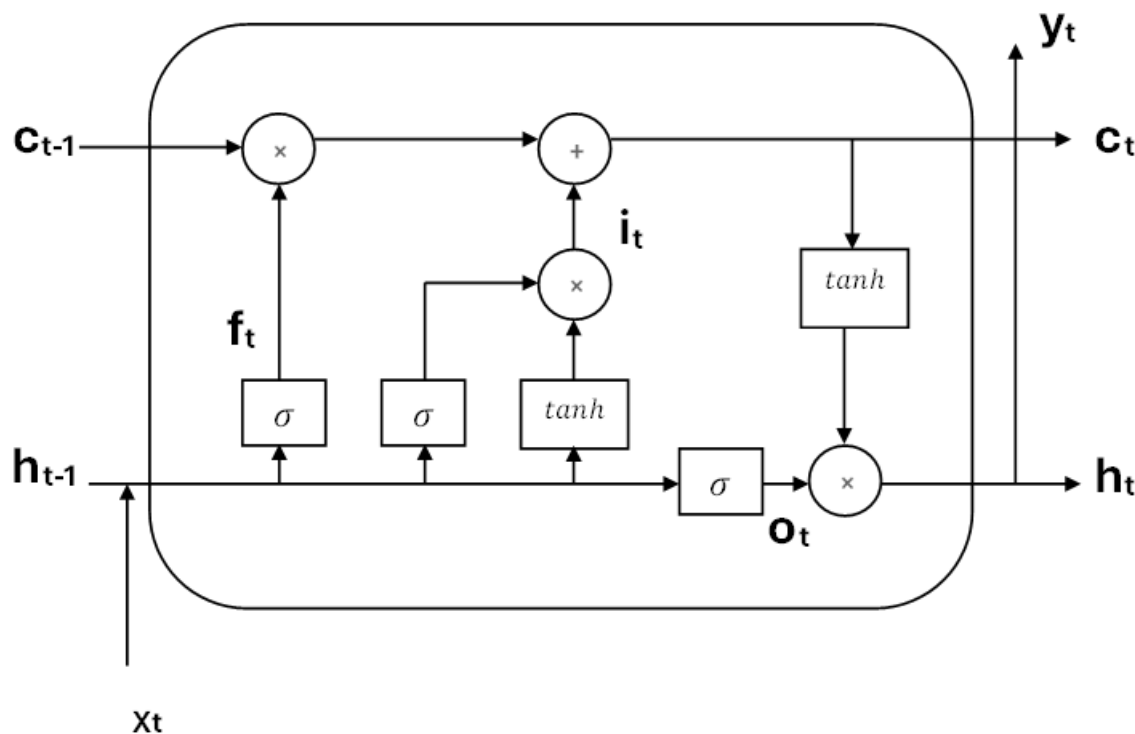 yt
ct-1
×
+
ct
it
tanh
×
ft
σ
σ
tanh
ht-1
σ
×
ht
ot
xt